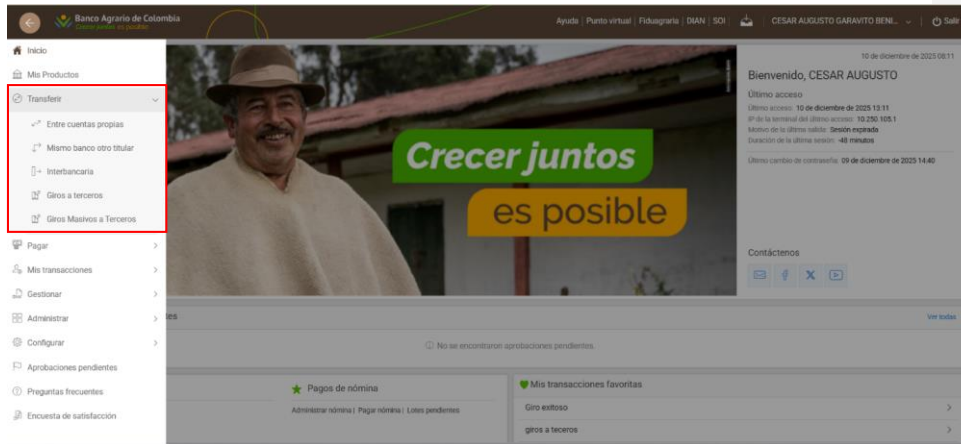 Banco Agrario de Colombia
Ayuda | Punto virtual | Fiduagraria | DIAN | SOI
CESAR AUGUSTO GARAVITO BENI...
Salir
Inicio
Mis Productos
Transferir
Entre cuentas propias
Mismo banco otro titular
Interbancaria
Giros a terceros
Giros Masivos a Terceros
Pagar
Mis transacciones
Gestionar
Administrar
Configurar
Aprobaciones pendientes
Preguntas frecuentes
Encuesta de satisfacción
Crecer juntos
es posible
10 de diciembre de 2025 08:11
Bienvenido, CESAR AUGUSTO
Último acceso
Último acceso: 10 de diciembre de 2025 13:11
IP de la terminal del último acceso: 10.250.105.1
Motivo de la última salida: Sesión expirada
Duración de la última sesión: -48 minutos
Último cambio de contraseña: 09 de diciembre de 2025 14:40
Contáctenos
tes
Ver todas
No se encontraron aprobaciones pendientes.
Pagos de nómina
Administrar nómina | Pagar nómina | Lotes pendientes
Mis transacciones favoritas
Giro exitoso
giros a teceros